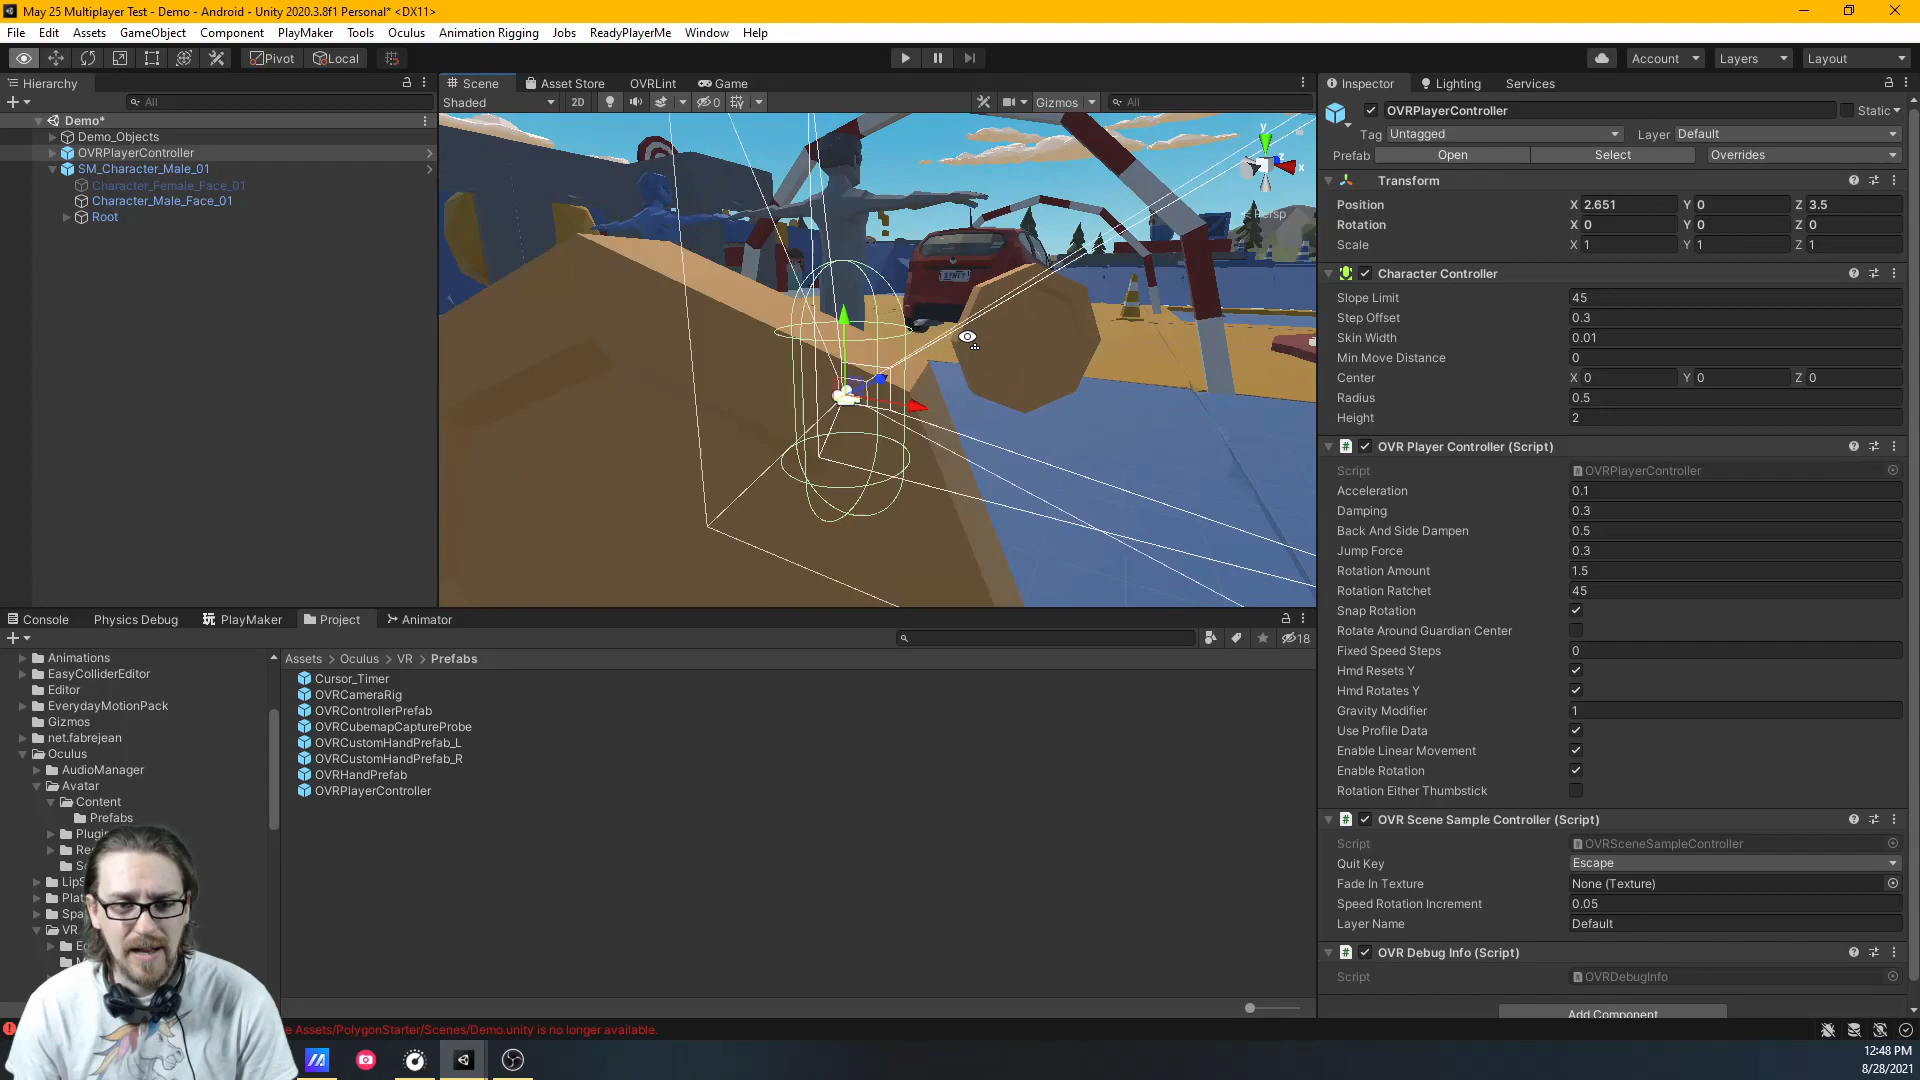 May 25 Multiplayer Test - Demo - Android - Unity 2020.3.8f1 Personal* <DX11>
File Edit Assets GameObject Component PlayMaker Tools Oculus Animation Rigging Jobs ReadyPlayerMe Window Help
Pivot Local Account Layers Layout
Hierarchy
All
Demo*
Demo_Objects
OVRPlayerController
SM_Character_Male_01
Character_Female_Face_01
Character_Male_Face_01
Root
Scene Asset Store OVRLint Game
Shaded 2D 0 Gizmos All
y
x
Persp
SYNTY
Inspector Lighting Services
OVRPlayerController Static
Tag Untagged Layer Default
Prefab Open Select Overrides
Transform
Position X 2.651 Y 0 Z 3.5
Rotation X 0 Y 0 Z 0
Scale X 1 Y 1 Z 1
Character Controller
Slope Limit 45
Step Offset 0.3
Skin Width 0.01
Min Move Distance 0
Center X 0 Y 0 Z 0
Radius 0.5
Height 2
OVR Player Controller (Script)
Script OVRPlayerController
Acceleration 0.1
Damping 0.3
Back And Side Dampen 0.5
Jump Force 0.3
Rotation Amount 1.5
Rotation Ratchet 45
Snap Rotation
Rotate Around Guardian Center
Fixed Speed Steps 0
Hmd Resets Y
Hmd Rotates Y
Gravity Modifier 1
Use Profile Data
Enable Linear Movement
Enable Rotation
Rotation Either Thumbstick
OVR Scene Sample Controller (Script)
Script OVRSceneSampleController
Quit Key Escape
Fade In Texture None (Texture)
Speed Rotation Increment 0.05
Layer Name Default
OVR Debug Info (Script)
Script OVRDebugInfo
Add Component
Console Physics Debug PlayMaker Project Animator
18
Animations
EasyColliderEditor
Editor
EverydayMotionPack
Gizmos
net.fabrejean
Oculus
AudioManager
Avatar
Content
Prefabs
Plugin
Re
S
LipS
Plat
Spa
VR
Assets > Oculus > VR > Prefabs
Cursor_Timer
OVRCameraRig
OVRControllerPrefab
OVRCubemapCaptureProbe
OVRCustomHandPrefab_L
OVRCustomHandPrefab_R
OVRHandPrefab
OVRPlayerController
e Assets/PolygonStarter/Scenes/Demo.unity is no longer available.
12:48 PM
8/28/2021